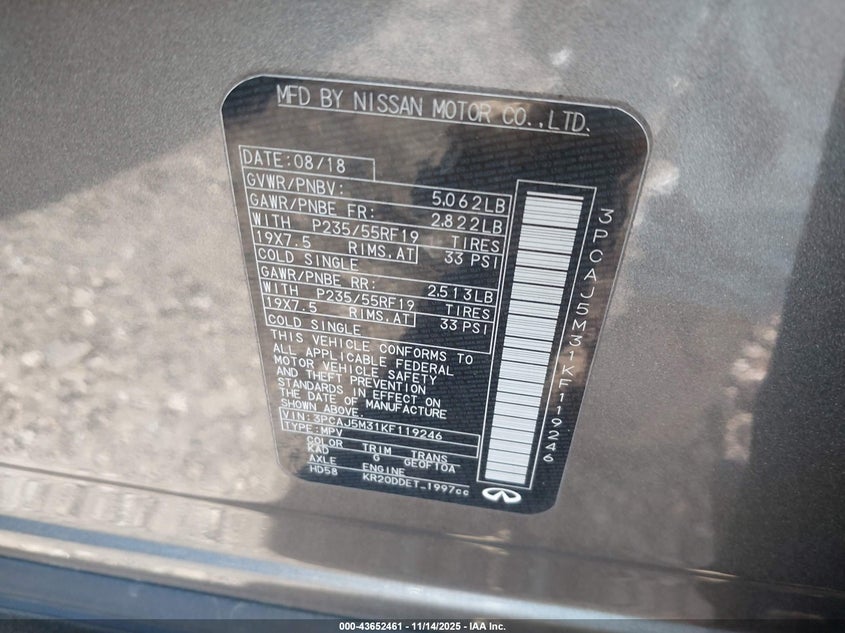 MFD BY NISSAN MOTOR CO.,LTD.
DATE:08/18
GVWR/PNBV: 5.062LB
GAWR/PNBE FR: 2.822LB
WITH P235/55RF19 TIRES
19X7.5 RIMS.AT 33 PSI
COLD SINGLE
GAWR/PNBE RR: 2.513LB
WITH P235/55RF19 TIRES
19X7.5 RIMS.AT 33 PSI
COLD SINGLE
THIS VEHICLE CONFORMS TO
ALL APPLICABLE FEDERAL
MOTOR VEHICLE SAFETY
AND THEFT PREVENTION
STANDARDS IN EFFECT ON
THE DATE OF MANUFACTURE
SHOWN ABOVE.
VIN: 3PCAJ5M31KF119246
TYPE: MPV
COLOR TRIM TRANS
KAD G GE0F10A
AXLE ENGINE
HD58 KR20DDET_1997cc
3PCAJ5M31KF119246
000-43652461 - 11/14/2025 - IAA Inc.